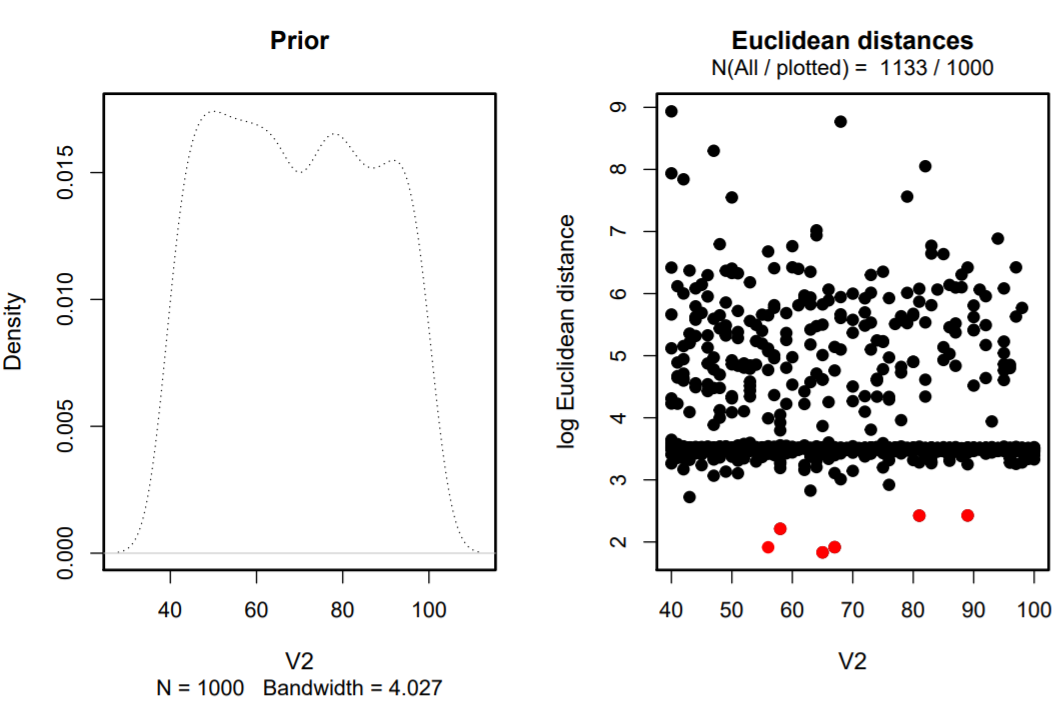 Prior
Density
0.000
0.005
0.010
0.015
40 60 80 100
V2
N = 1000 Bandwidth = 4.027
Euclidean distances
N(All / plotted) = 1133 / 1000
log Euclidean distance
9
8
7
6
5
4
3
2
40 50 60 70 80 90 100
V2